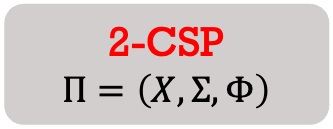 2-CSP
Π = (X, Σ, Φ)